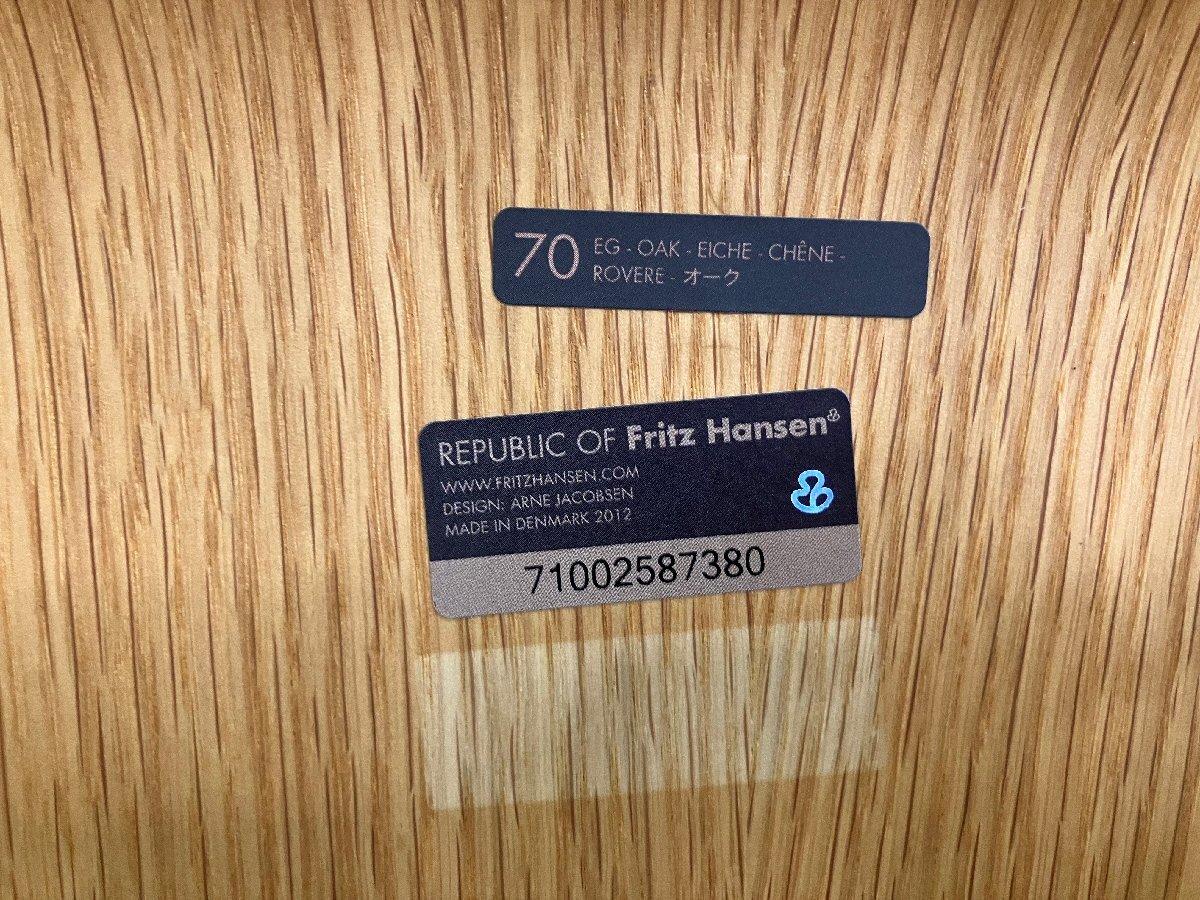 70 EG - OAK - EICHE - CHÊNE -
ROVERE - オーク
REPUBLIC OF Fritz Hansen
WWW.FRITZHANSEN.COM
DESIGN: ARNE JACOBSEN
MADE IN DENMARK 2012
71002587380